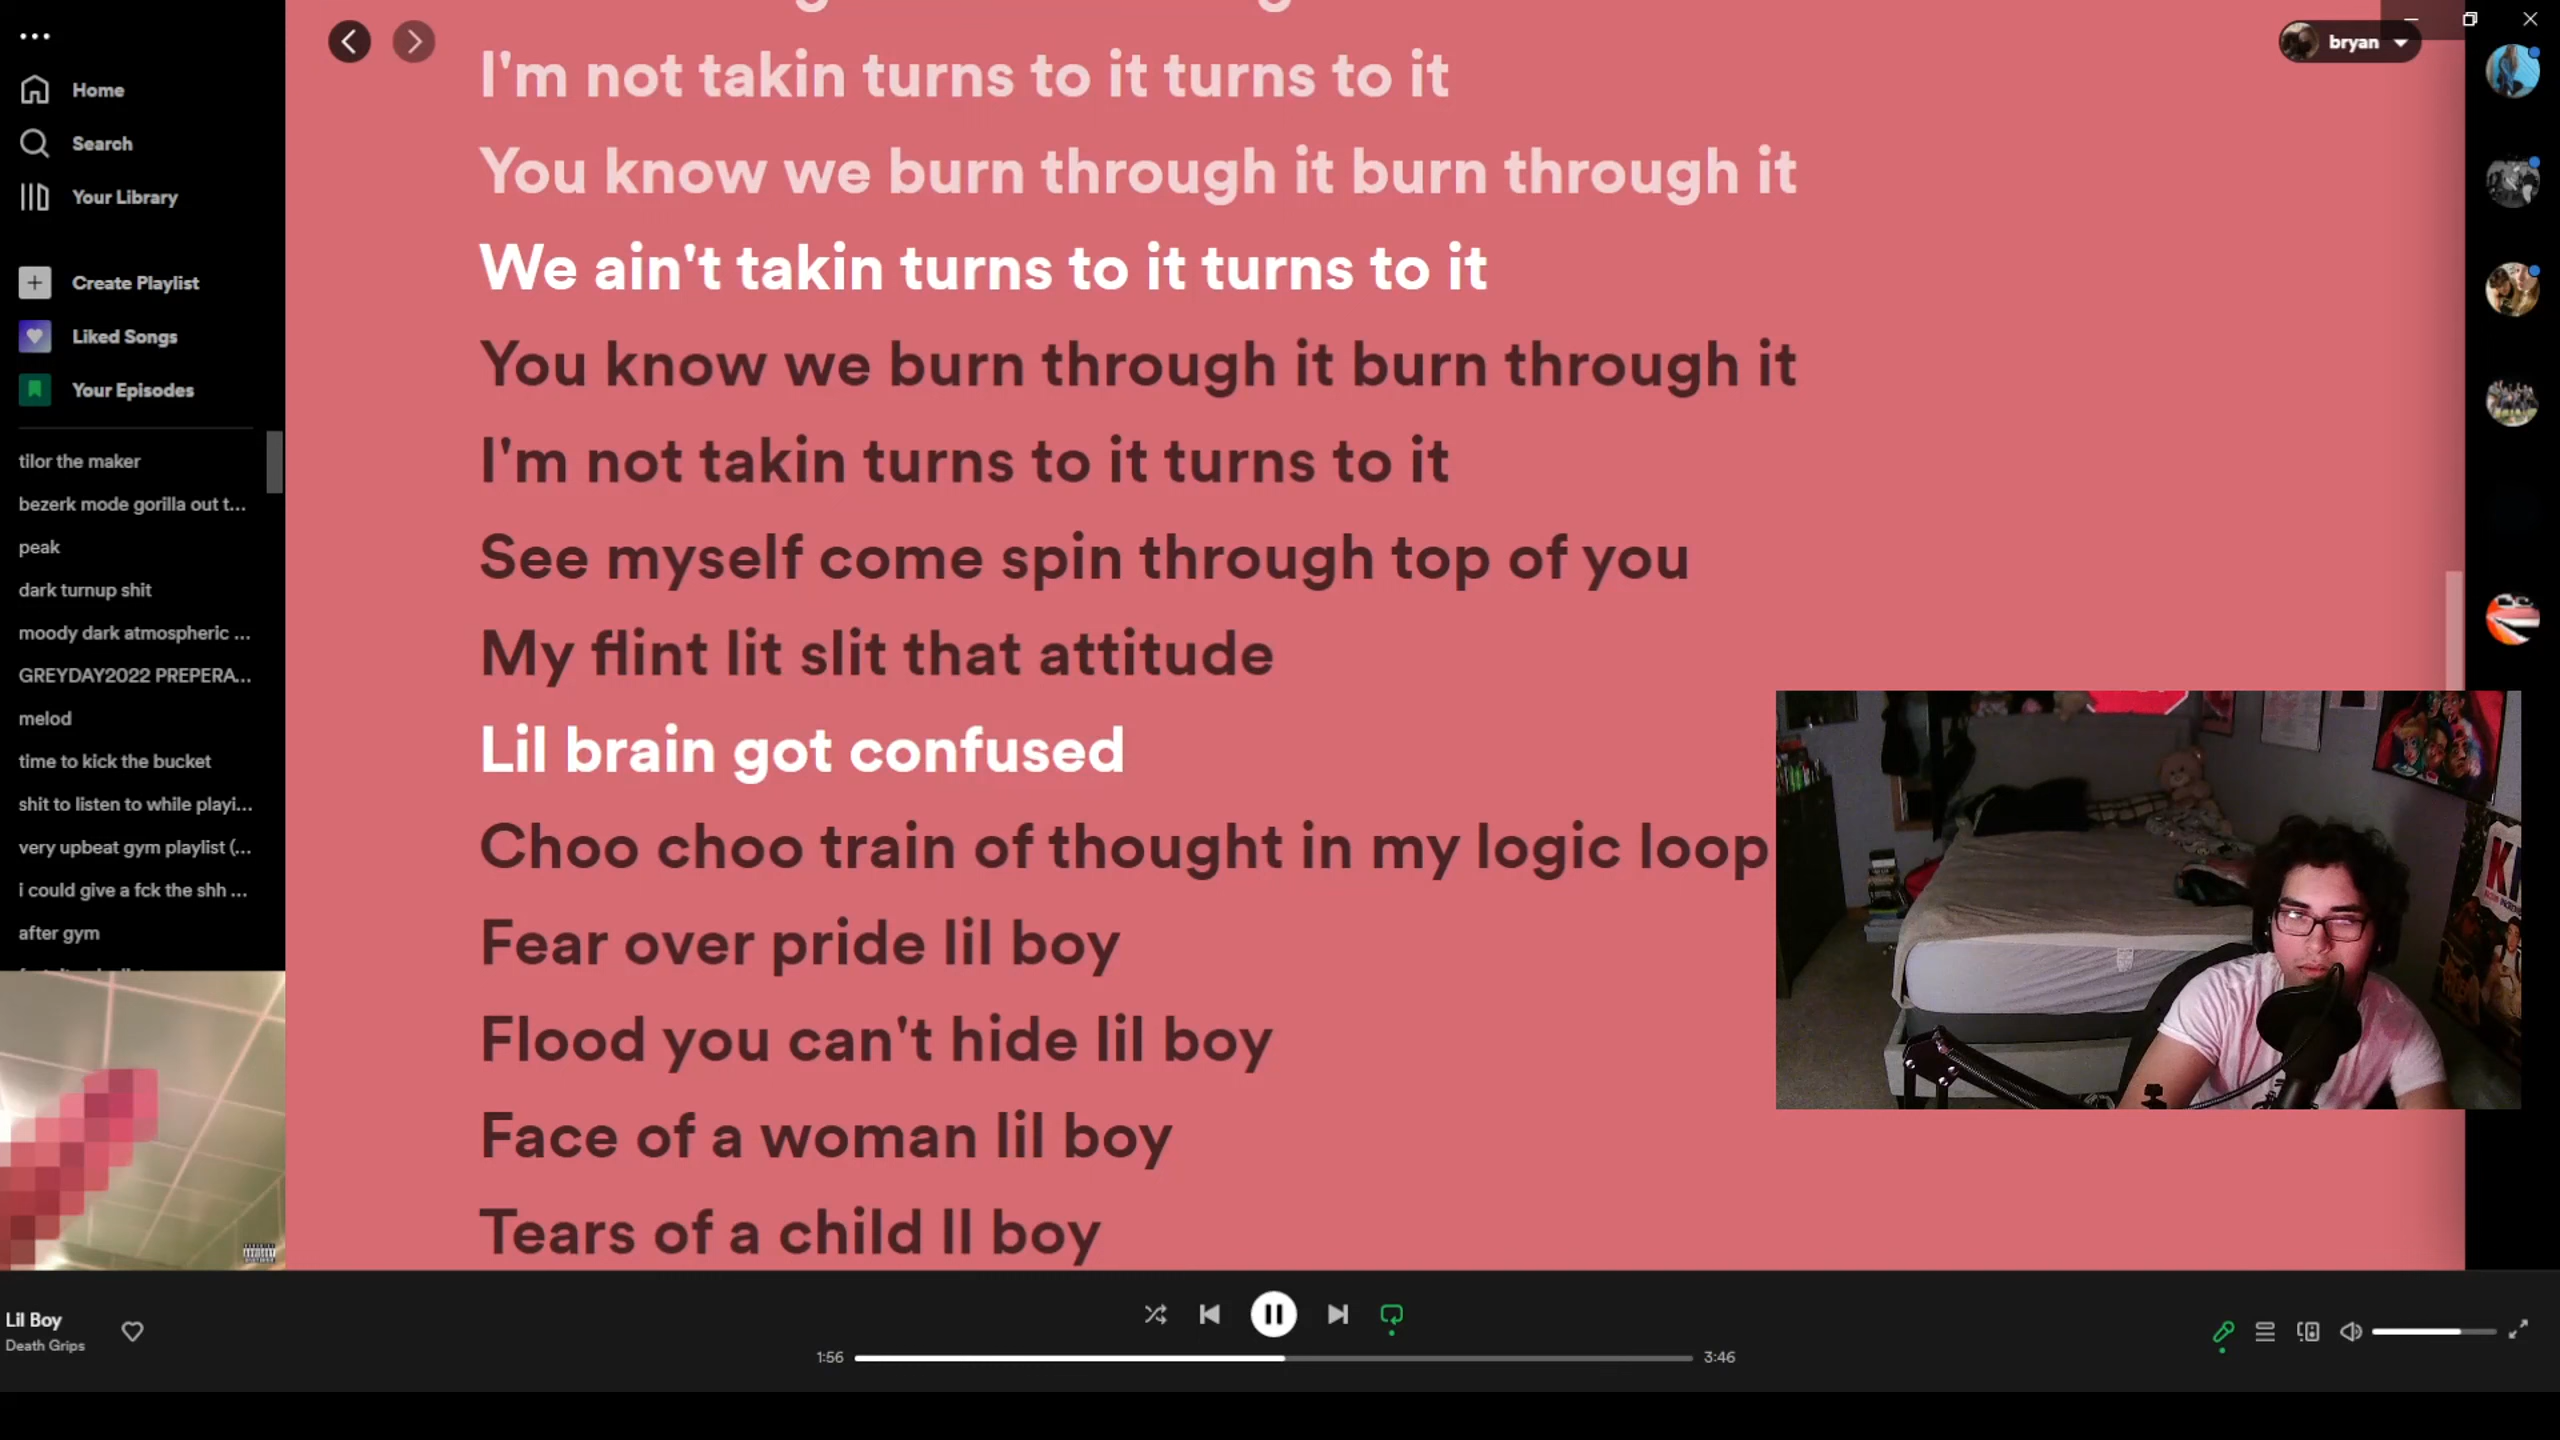 Home
Search
Your Library
Create Playlist
Liked Songs
Your Episodes
tilor the maker
bezerk mode gorilla out t...
peak
dark turnup shit
moody dark atmospheric ...
GREYDAY2022 PREPERA...
melod
time to kick the bucket
shit to listen to while playi...
very upbeat gym playlist (...
i could give a fck the shh ...
after gym
bryan
I'm not takin turns to it turns to it
You know we burn through it burn through it
We ain't takin turns to it turns to it
You know we burn through it burn through it
I'm not takin turns to it turns to it
See myself come spin through top of you
My flint lit slit that attitude
Lil brain got confused
Choo choo train of thought in my logic loop
Fear over pride lil boy
Flood you can't hide lil boy
Face of a woman lil boy
Tears of a child ll boy
Lil Boy
Death Grips
1:56
3:46